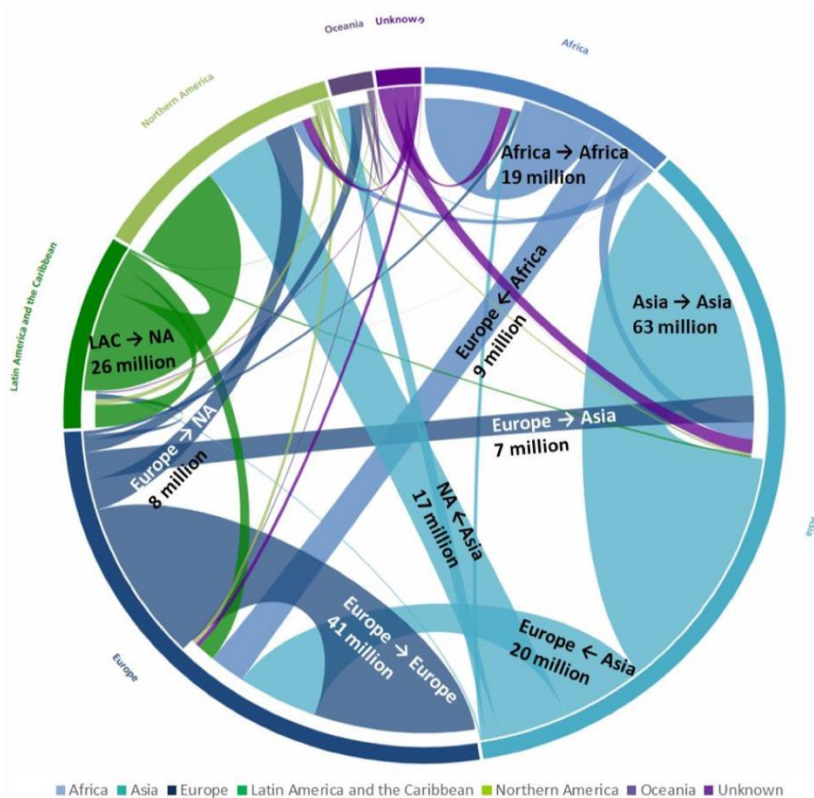 Oceania
Unknown
Africa
Northern America
Africa → Africa
19 million
Latin America and the Caribbean
Asia → Asia
63 million
Europe ← Africa
9 million
LAC → NA
26 million
Europe → Asia
7 million
Europe → NA
8 million
NA ← Asia
17 million
Asia
Europe → Europe
41 million
Europe ← Asia
20 million
Europe
Africa Asia Europe Latin America and the Caribbean Northern America Oceania Unknown